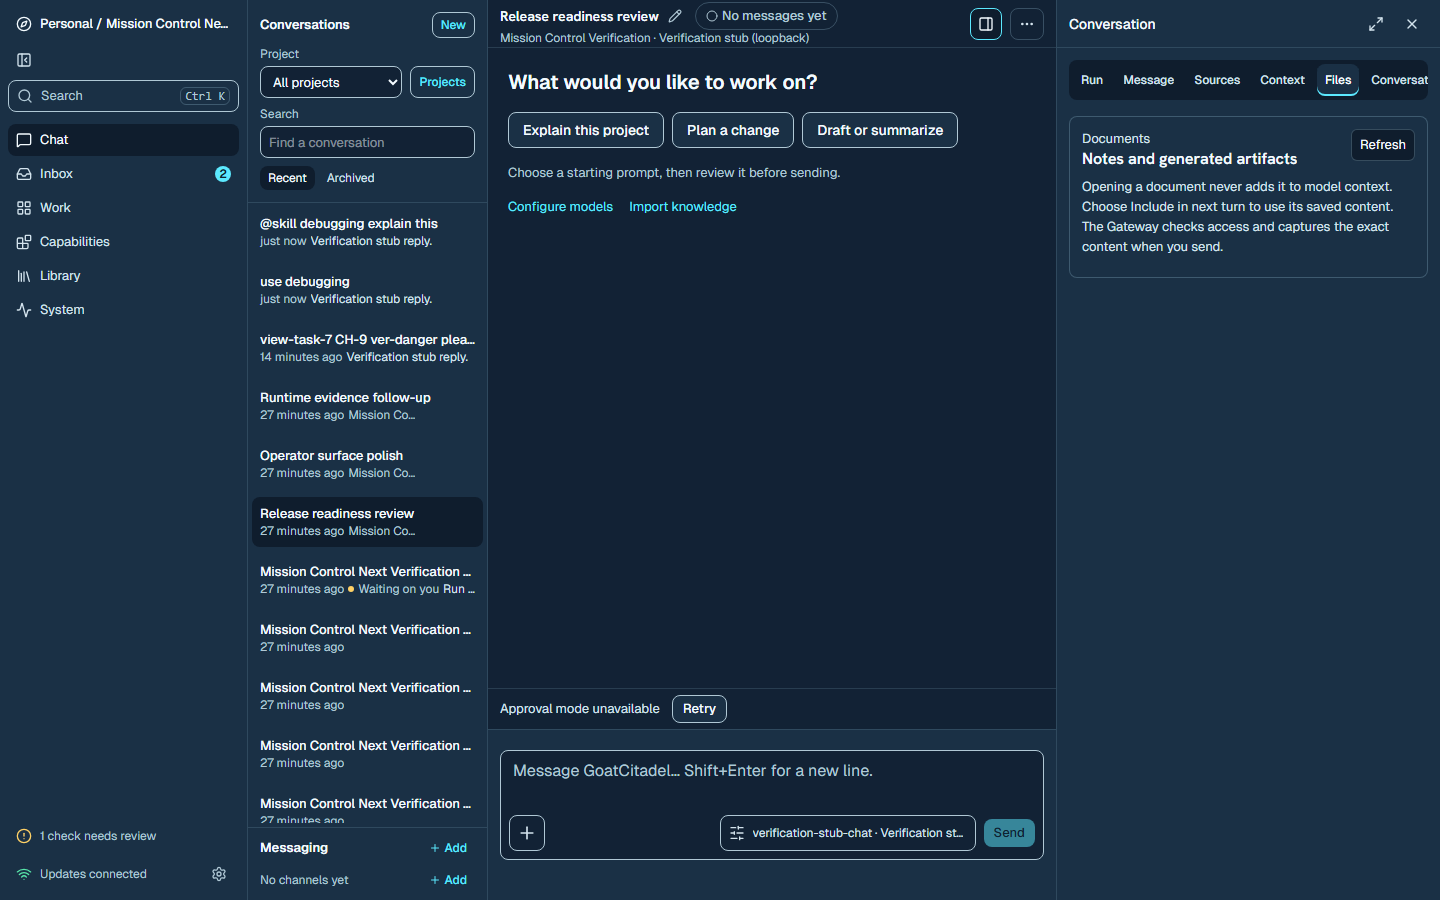 Personal / Mission Control Ne...
Search
Ctrl K
Chat
Inbox
2
Work
Capabilities
Library
System
1 check needs review
Updates connected
Conversations
New
Project
All projects
Projects
Search
Find a conversation
Recent
Archived
@skill debugging explain this
just now Verification stub reply.
use debugging
just now Verification stub reply.
view-task-7 CH-9 ver-danger plea...
14 minutes ago Verification stub reply.
Runtime evidence follow-up
27 minutes ago Mission Co...
Operator surface polish
27 minutes ago Mission Co...
Release readiness review
27 minutes ago Mission Co...
Mission Control Next Verification ...
27 minutes ago Waiting on you Run ...
Mission Control Next Verification ...
27 minutes ago
Mission Control Next Verification ...
27 minutes ago
Mission Control Next Verification ...
27 minutes ago
Mission Control Next Verification ...
27 minutes ago
Messaging
+ Add
No channels yet
+ Add
Release readiness review
No messages yet
Mission Control Verification · Verification stub (loopback)
What would you like to work on?
Explain this project
Plan a change
Draft or summarize
Choose a starting prompt, then review it before sending.
Configure models
Import knowledge
Approval mode unavailable
Retry
Message GoatCitadel... Shift+Enter for a new line.
verification-stub-chat · Verification st...
Send
Conversation
Run
Message
Sources
Context
Files
Conversat
Documents
Notes and generated artifacts
Refresh
Opening a document never adds it to model context.
Choose Include in next turn to use its saved content.
The Gateway checks access and captures the exact
content when you send.